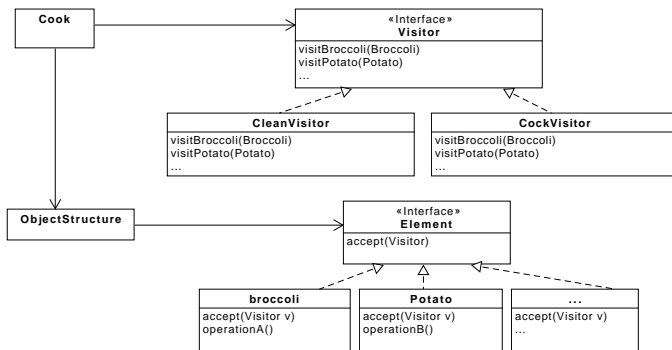 Cook
«Interface»
Visitor
visitBroccoli(Broccoli)
visitPotato(Potato)
...
CleanVisitor
visitBroccoli(Broccoli)
visitPotato(Potato)
...
CockVisitor
visitBroccoli(Broccoli)
visitPotato(Potato)
...
ObjectStructure
«Interface»
Element
accept(Visitor)
broccoli
accept(Visitor v)
operationA()
Potato
accept(Visitor v)
operationB()
...
accept(Visitor v)
...